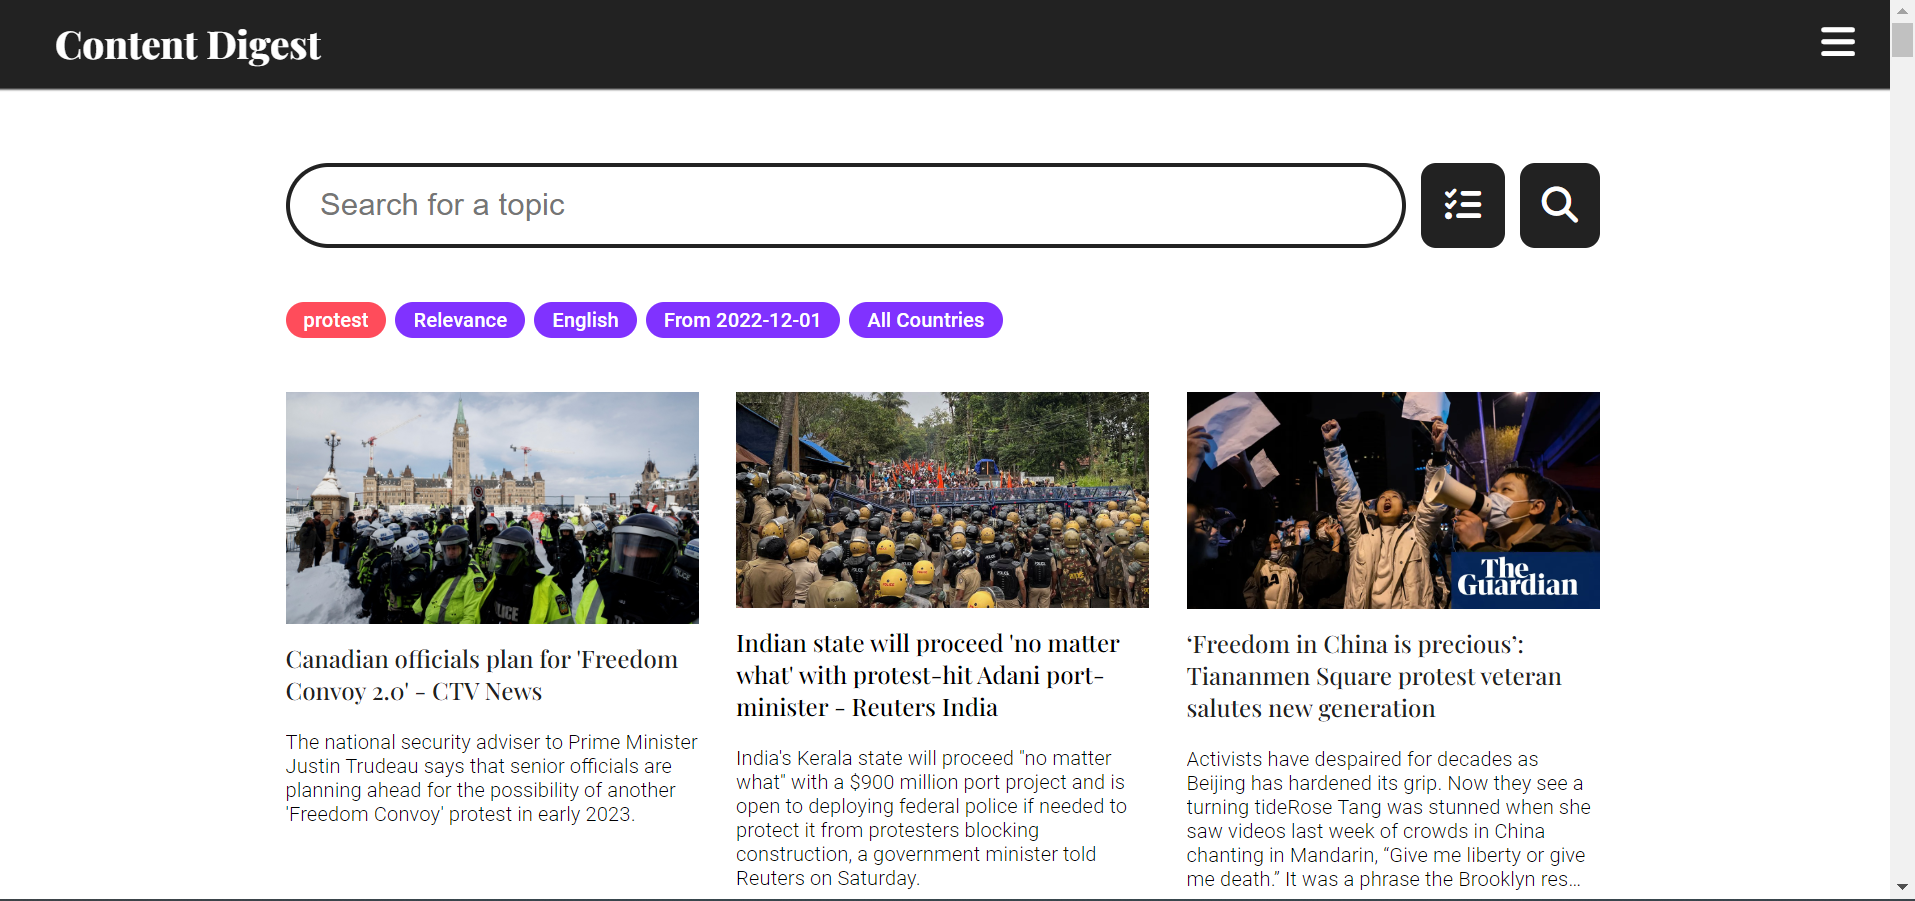 Content Digest
Search for a topic
protest Relevance English From 2022-12-01 All Countries
The
Guardian
Canadian officials plan for 'Freedom
Convoy 2.0' - CTV News
The national security adviser to Prime Minister
Justin Trudeau says that senior officials are
planning ahead for the possibility of another
'Freedom Convoy' protest in early 2023.
Indian state will proceed 'no matter
what' with protest-hit Adani port-
minister - Reuters India
India's Kerala state will proceed "no matter
what" with a $900 million port project and is
open to deploying federal police if needed to
protect it from protesters blocking
construction, a government minister told
Reuters on Saturday.
‘Freedom in China is precious’:
Tiananmen Square protest veteran
salutes new generation
Activists have despaired for decades as
Beijing has hardened its grip. Now they see a
turning tideRose Tang was stunned when she
saw videos last week of crowds in China
chanting in Mandarin, “Give me liberty or give
me death.” It was a phrase the Brooklyn res...